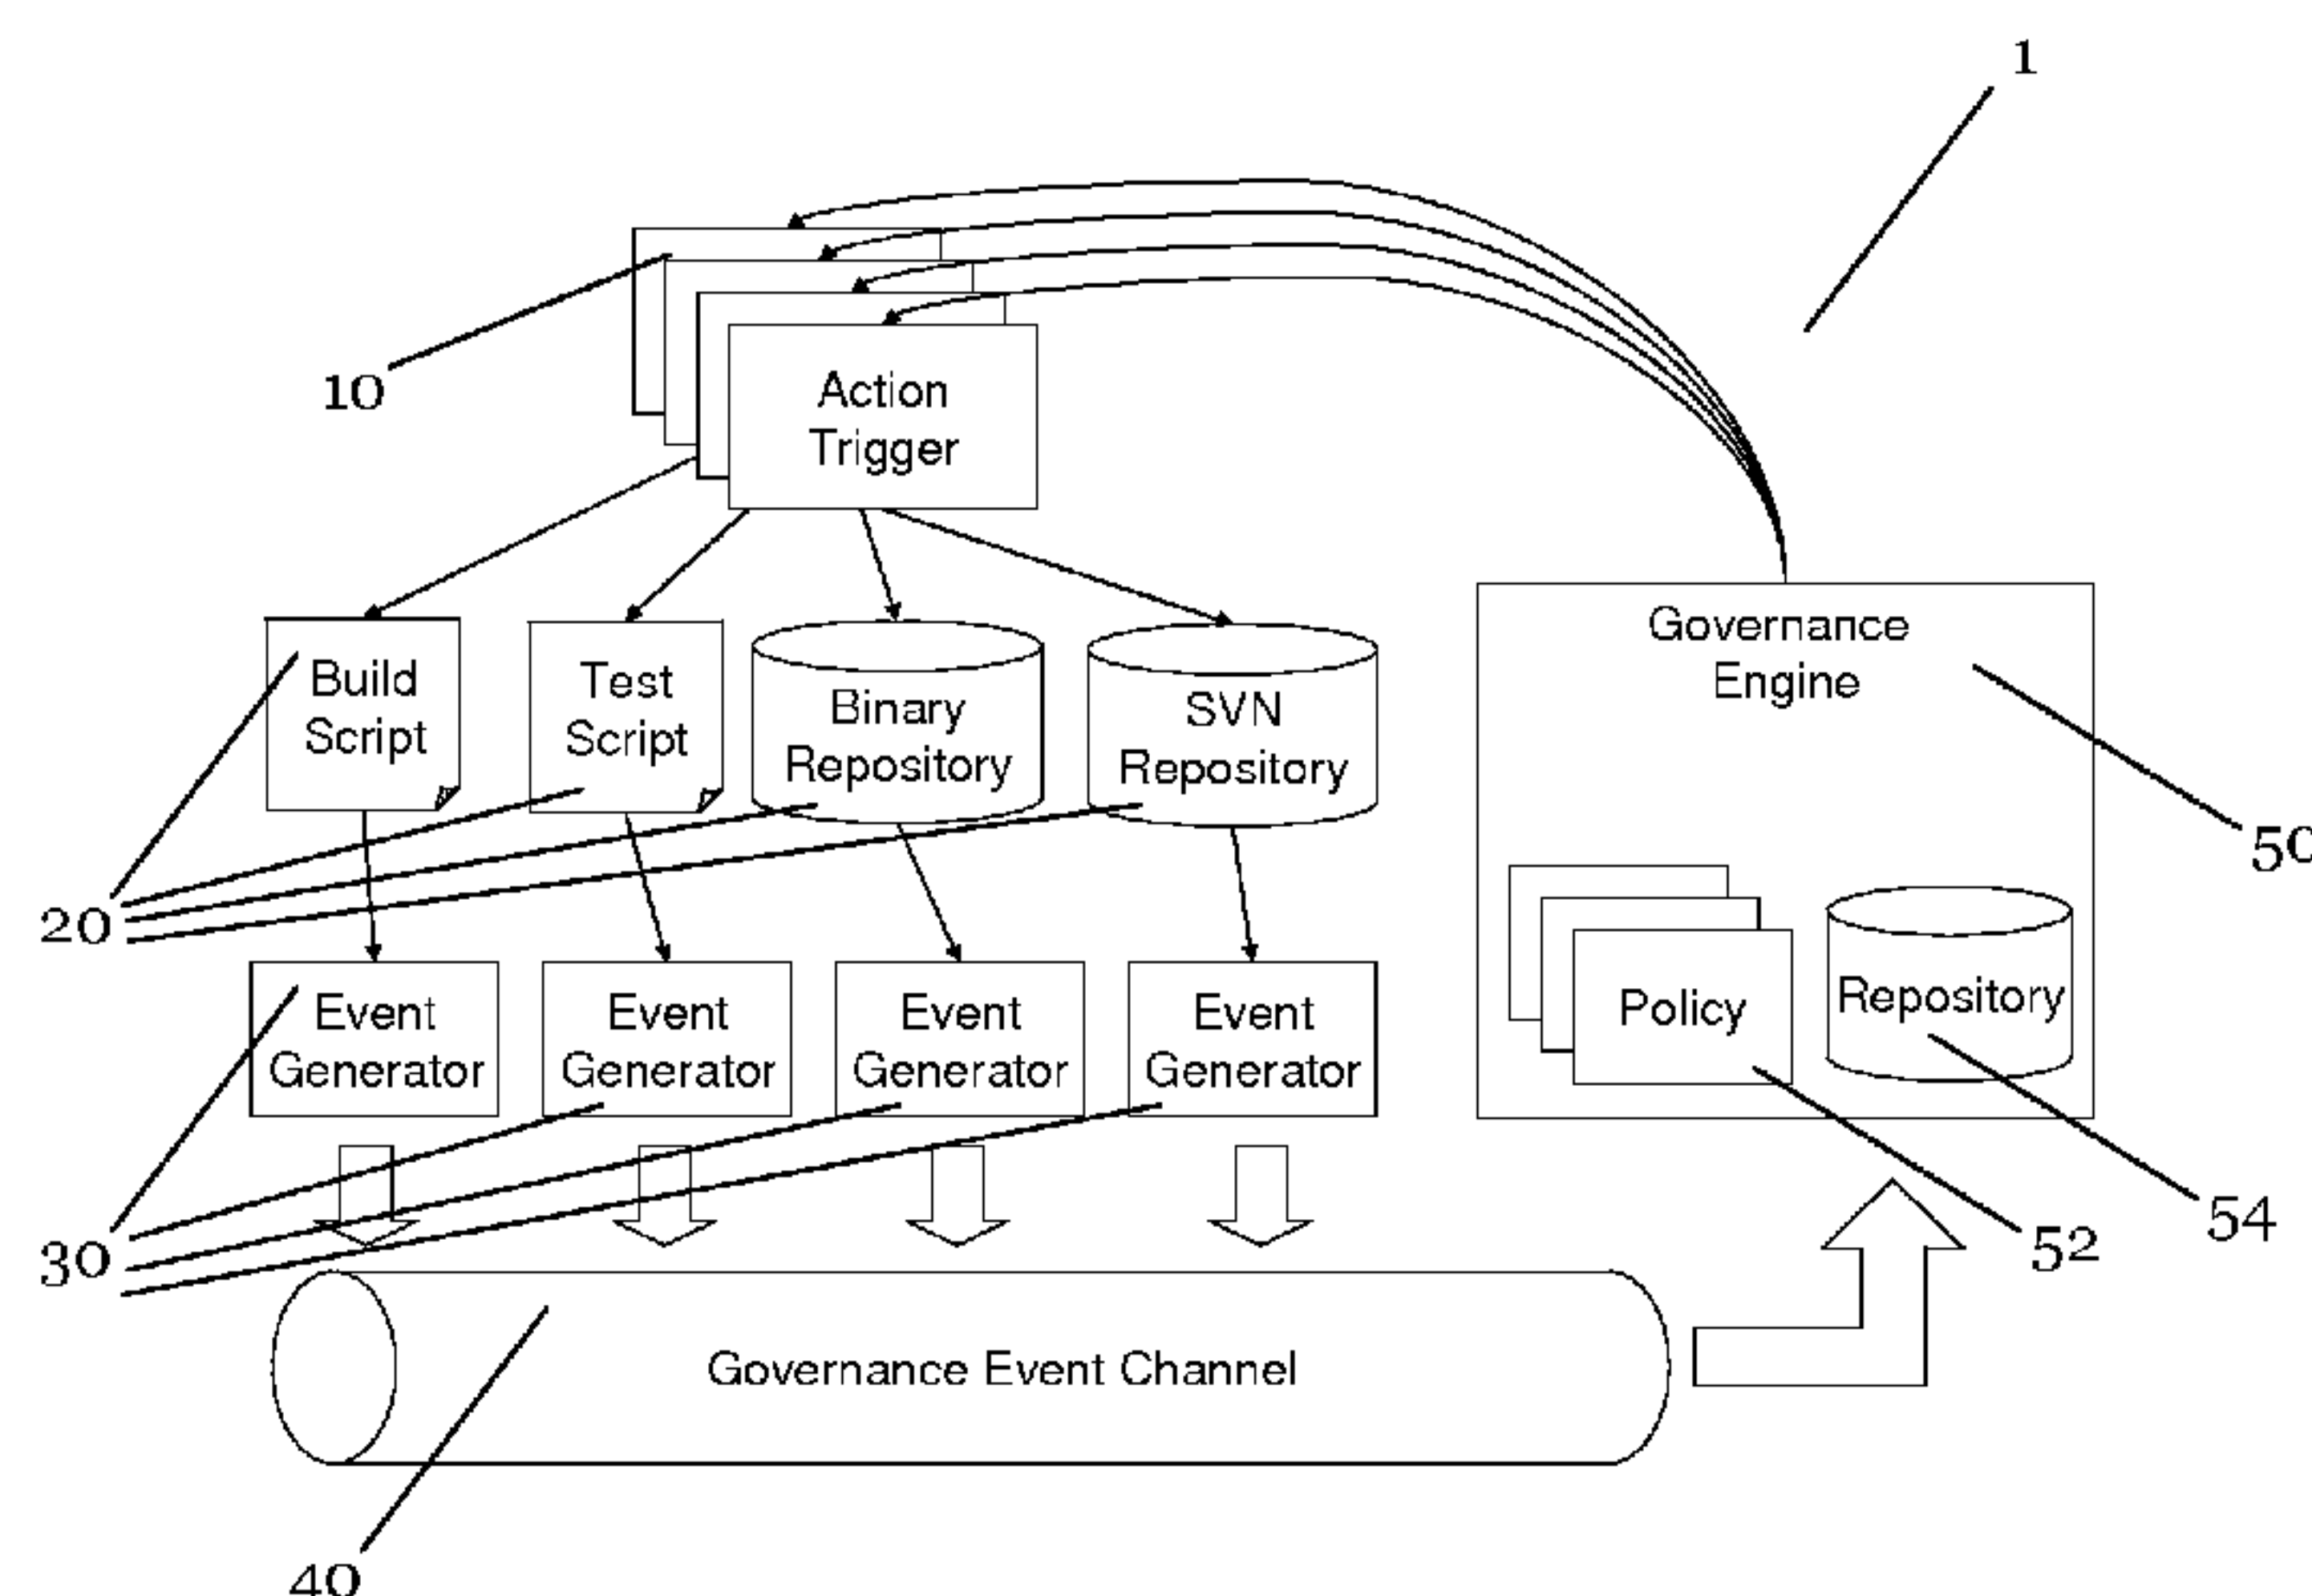 1
10
Action
Trigger
Build
Script
Test
Script
Binary
Repository
SVN
Repository
Governance
Engine
50
20
Event
Generator
Event
Generator
Event
Generator
Event
Generator
Policy
Repository
30
52
54
Governance Event Channel
40